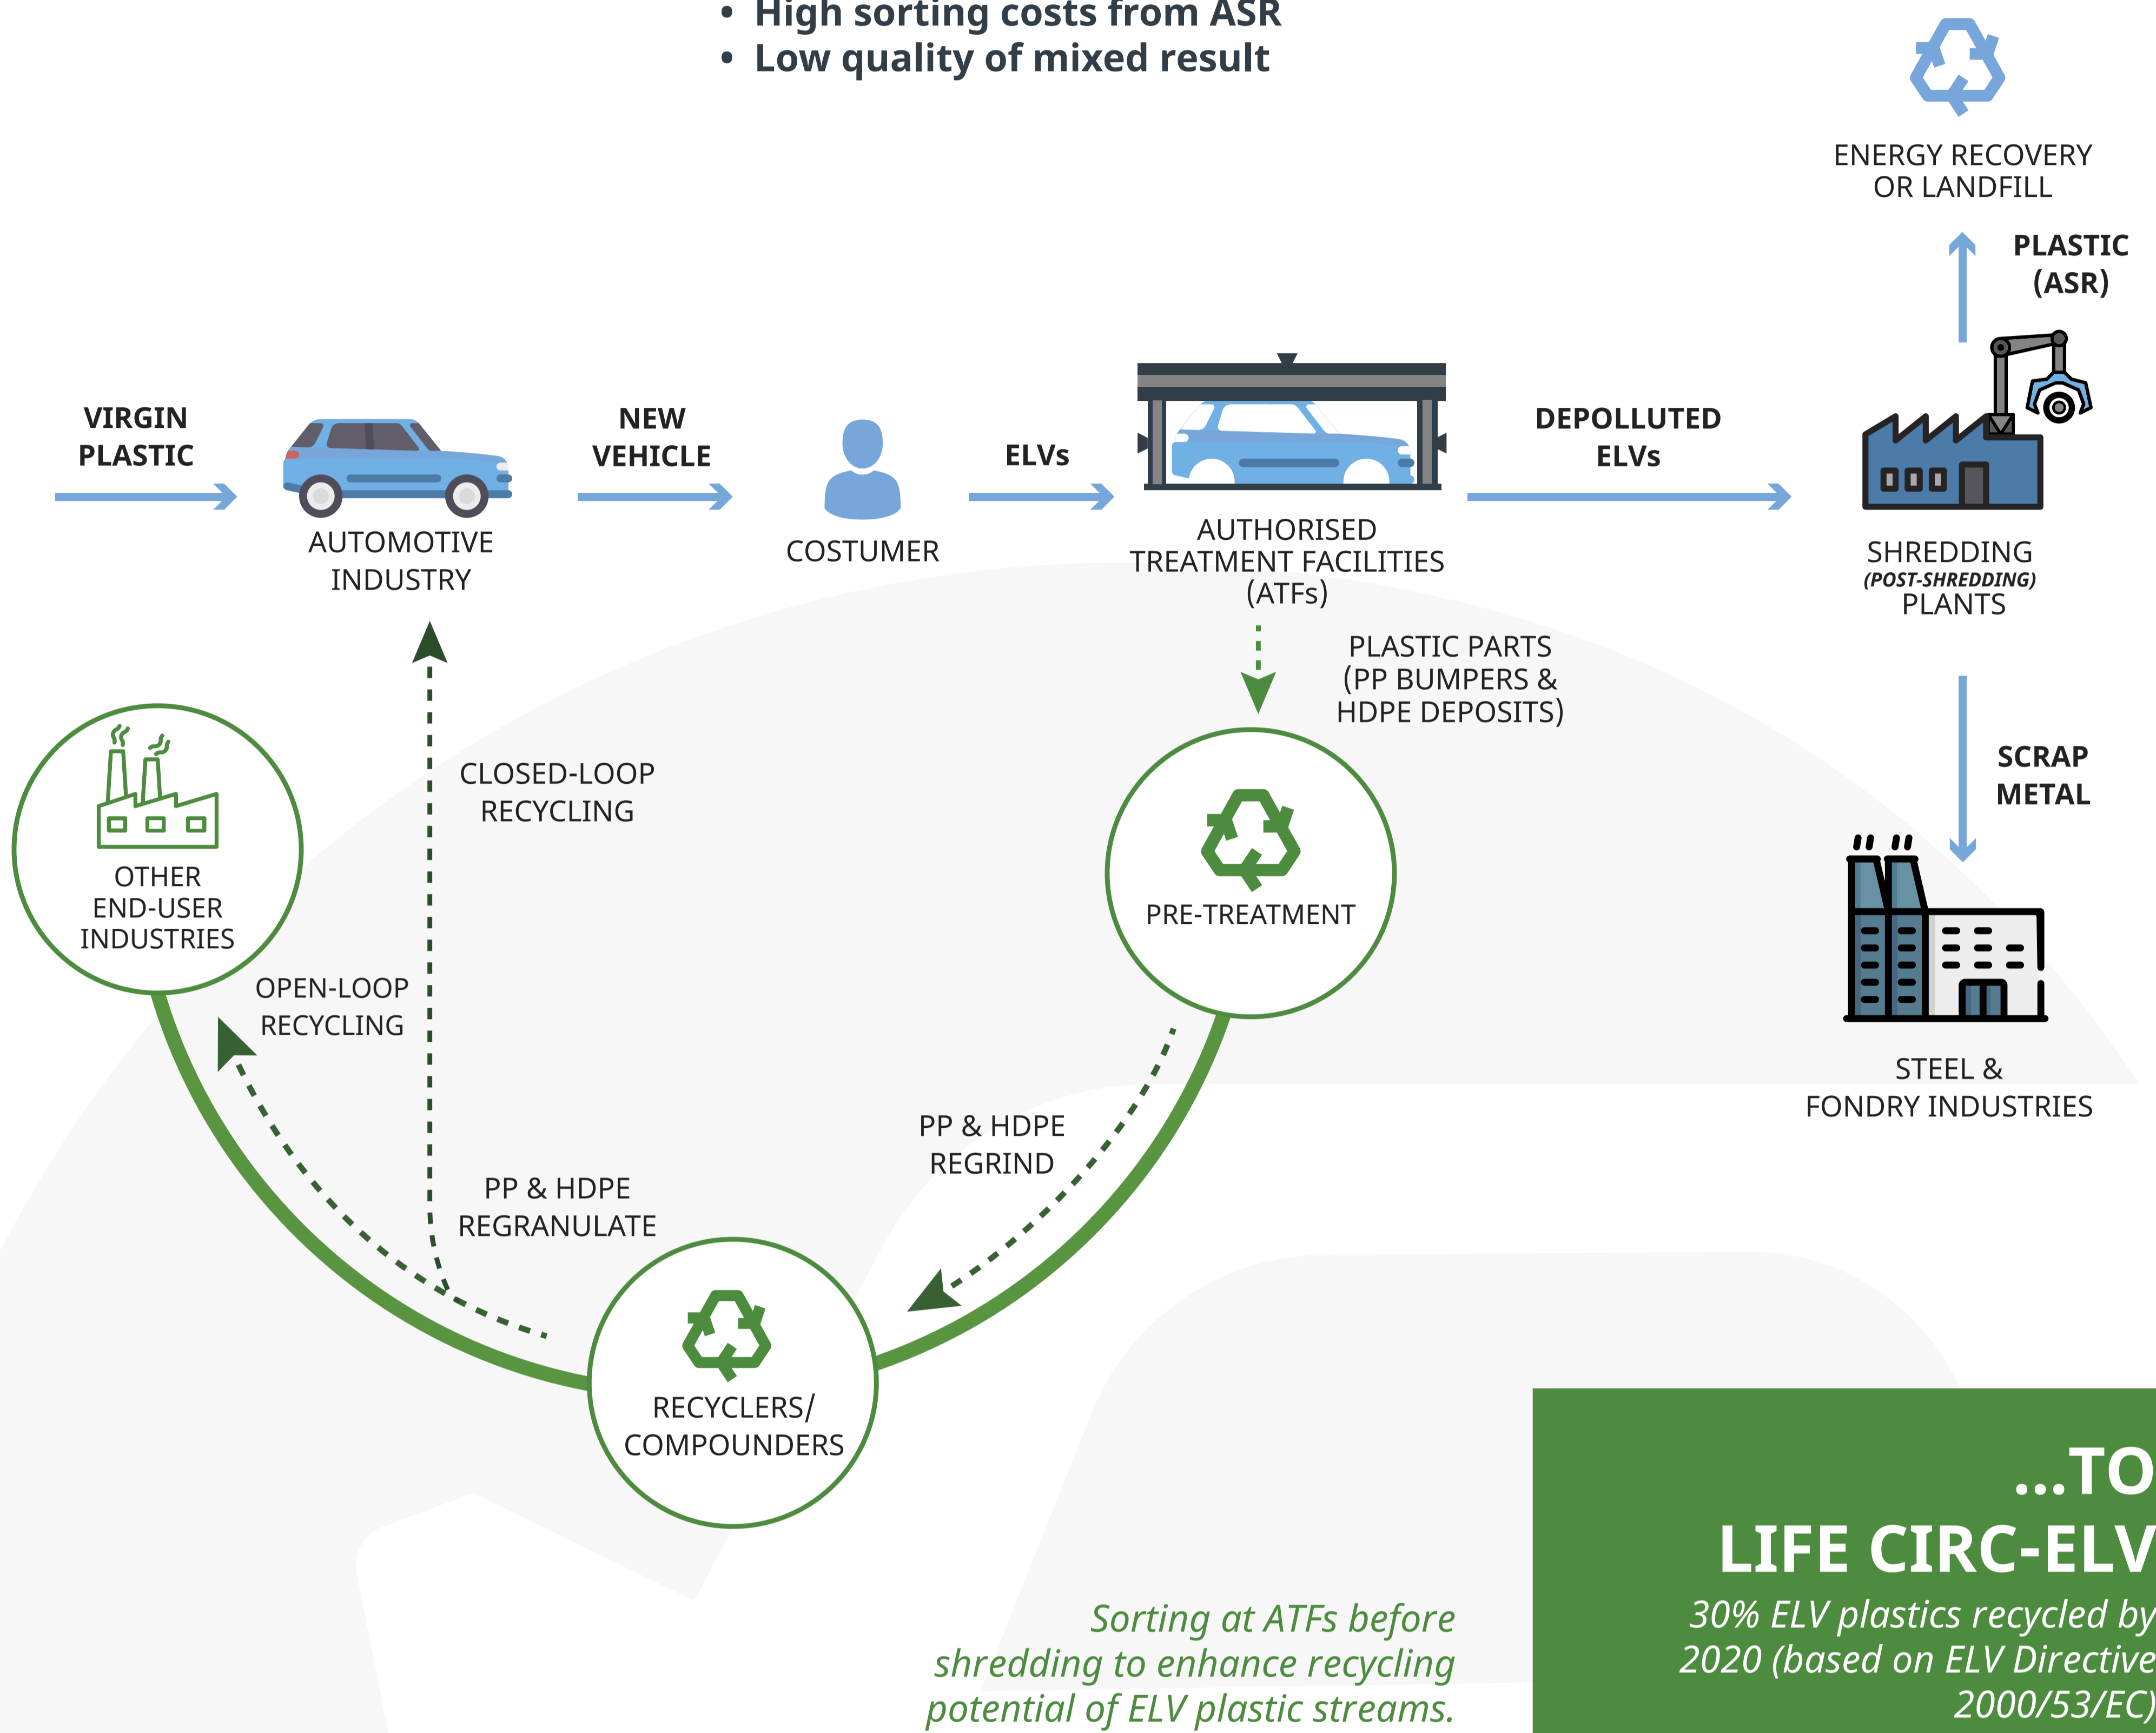 • High sorting costs from ASR
• Low quality of mixed result
ENERGY RECOVERY
OR LANDFILL
PLASTIC
(ASR)
VIRGIN
PLASTIC
AUTOMOTIVE
INDUSTRY
NEW
VEHICLE
COSTUMER
ELVs
AUTHORISED
TREATMENT FACILITIES
(ATFs)
DEPOLLUTED
ELVs
SHREDDING
(POST-SHREDDING)
PLANTS
PLASTIC PARTS
(PP BUMPERS &
HDPE DEPOSITS)
SCRAP
METAL
STEEL &
FONDRY INDUSTRIES
PRE-TREATMENT
CLOSED-LOOP
RECYCLING
OTHER
END-USER
INDUSTRIES
OPEN-LOOP
RECYCLING
PP & HDPE
REGRIND
PP & HDPE
REGRANULATE
RECYCLERS/
COMPOUNDERS
Sorting at ATFs before
shredding to enhance recycling
potential of ELV plastic streams.
...TO
LIFE CIRC-ELV
30% ELV plastics recycled by
2020 (based on ELV Directive
2000/53/EC)